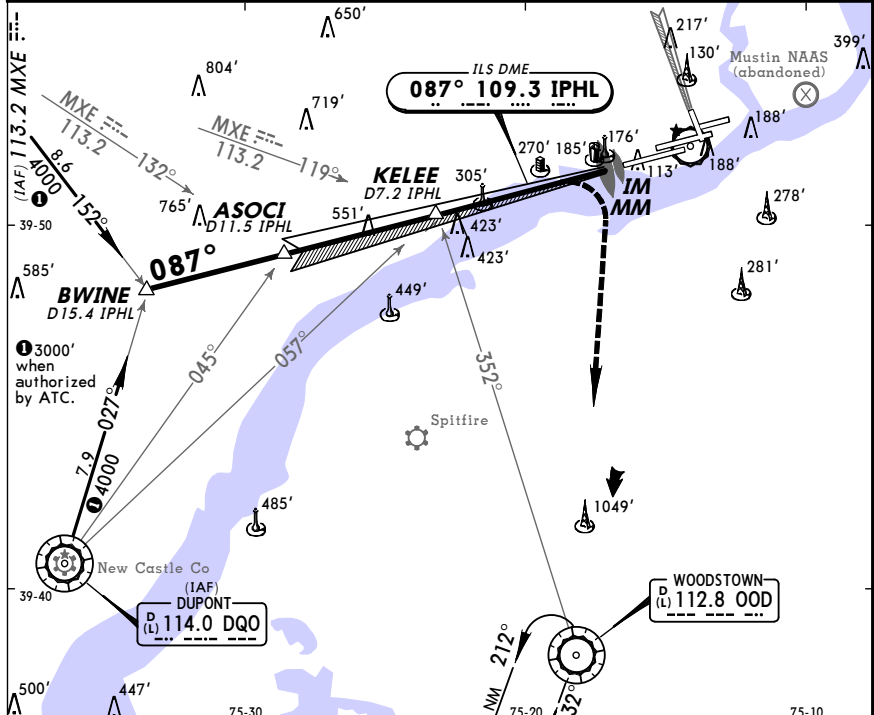 650'
217'
399'
(IAF) 113.2 MXE
804'
130'
Mustin NAAS
(abandoned)
ILS DME
087° 109.3 IPHL
MXE
113.2
132°
719'
MXE
113.2
119°
188'
8.6
4000
1
152°
270'
185'
176'
113'
188'
KELEE
D7.2 IPHL
305'
IM
MM
765'
ASOCI
D11.5 IPHL
551'
423'
423'
278'
39-50
087°
585'
BWINE
D15.4 IPHL
281'
449'
1 3000'
when
authorized
by ATC.
045°
057°
352°
027°
Spitfire
7.9
1 4000
485'
1049'
New Castle Co
39-40
(IAF)
DUPONT
D
(L) 114.0 DQO
WOODSTOWN
D
(L) 112.8 OOD
212°
NM
32°
500'
447'
75-30
75-20
75-10